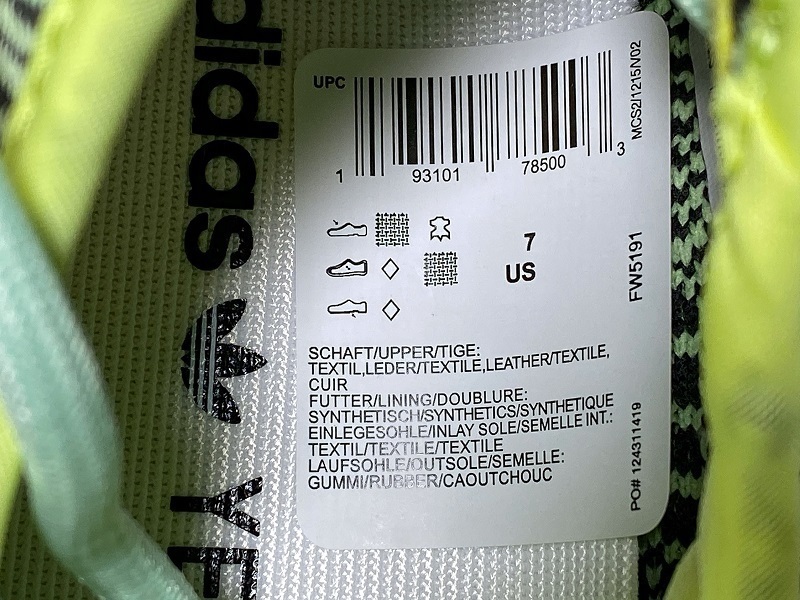 adidas
YE
UPC
1 93101 78500 3
MCS2/1215/V02
7
US
FW5191
SCHAFT/UPPER/TIGE:
TEXTIL,LEDER/TEXTILE,LEATHER/TEXTILE,
CUIR
FUTTER/LINING/DOUBLURE:
SYNTHETISCH/SYNTHETICS/SYNTHETIQUE
EINLEGESOHLE/INLAY SOLE/SEMELLE INT.:
TEXTIL/TEXTILE/TEXTILE
LAUFSOHLE/OUTSOLE/SEMELLE:
GUMMI/RUBBER/CAOUTCHOUC
PO# 124311419